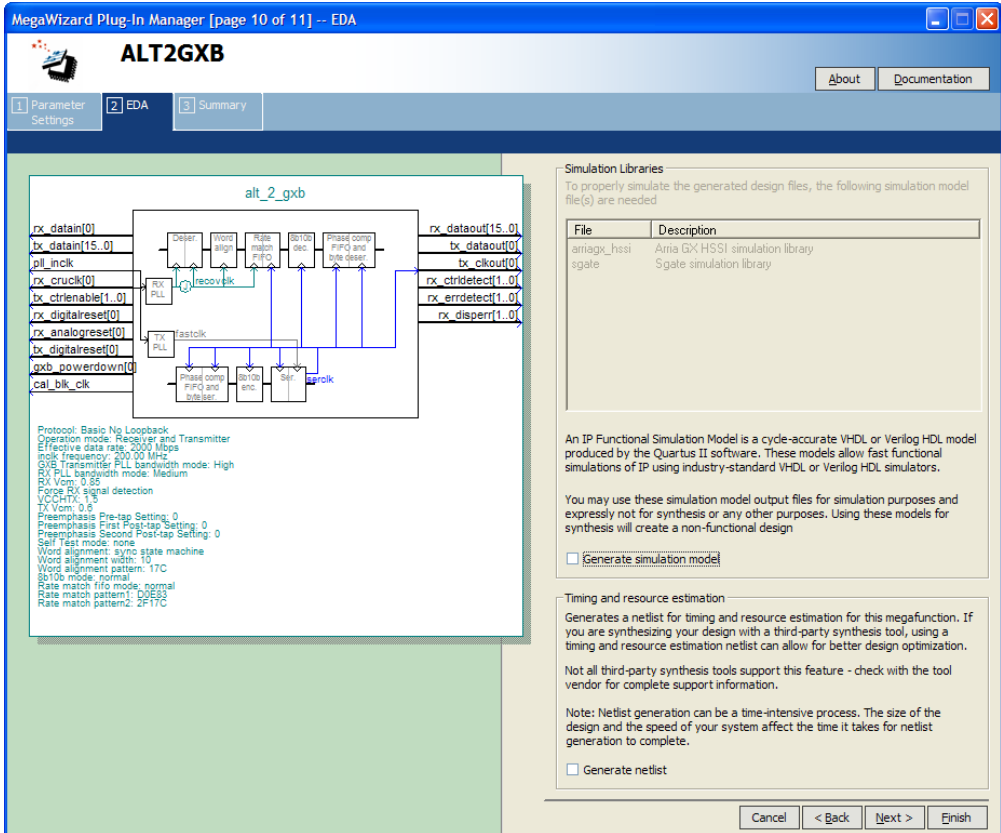 MegaWizard Plug-In Manager [page 10 of 11] -- EDA
ALT2GXB
About
Documentation
1 Parameter Settings
2 EDA
3 Summary
alt_2_gxb
rx_datain[0]
tx_datain[15..0]
pll_inclk
rx_cruclk[0]
tx_ctrlenable[1..0]
rx_digitalreset[0]
rx_analogreset[0]
tx_digitalreset[0]
gxb_powerdown[0]
cal_blk_clk
Deser.
Word
align
Rate
match
FIFO
8b10b
dec.
Phase comp
FIFO and
byte deser.
RX
PLL
recovclk
TX
PLL
fastclk
Phase comp
FIFO and
byte ser.
8b10b
enc.
Ser.
serclk
rx_dataout[15..0]
tx_dataout[0]
tx_clkout[0]
rx_ctrldetect[1..0]
rx_errdetect[1..0]
rx_disperr[1..0]
Protocol: Basic No Loopback
Operation mode: Receiver and Transmitter
Effective data rate: 2000 Mbps
inclk frequency: 200.00 MHz
GXB Transmitter PLL bandwidth mode: High
RX PLL bandwidth mode: Medium
RX Vcm: 0.85
Force RX signal detection
VCCHTX: 1.5
TX Vcm: 0.6
Preemphasis Pre-tap Setting: 0
Preemphasis First Post-tap Setting: 0
Preemphasis Second Post-tap Setting: 0
Self Test mode: none
Word alignment: sync state machine
Word alignment width: 10
Word alignment pattern: 17C
8b10b mode: normal
Rate match fifo mode: normal
Rate match pattern1: D0E83
Rate match pattern2: 2F17C
Simulation Libraries
To properly simulate the generated design files, the following simulation model
file(s) are needed
File Description
arriagx_hssi Arria GX HSSI simulation library
sgate Sgate simulation library
An IP Functional Simulation Model is a cycle-accurate VHDL or Verilog HDL model
produced by the Quartus II software. These models allow fast functional
simulations of IP using industry-standard VHDL or Verilog HDL simulators.
You may use these simulation model output files for simulation purposes and
expressly not for synthesis or any other purposes. Using these models for
synthesis will create a non-functional design
Generate simulation model
Timing and resource estimation
Generates a netlist for timing and resource estimation for this megafunction. If
you are synthesizing your design with a third-party synthesis tool, using a
timing and resource estimation netlist can allow for better design optimization.
Not all third-party synthesis tools support this feature - check with the tool
vendor for complete support information.
Note: Netlist generation can be a time-intensive process. The size of the
design and the speed of your system affect the time it takes for netlist
generation to complete.
Generate netlist
Cancel
< Back
Next >
Finish